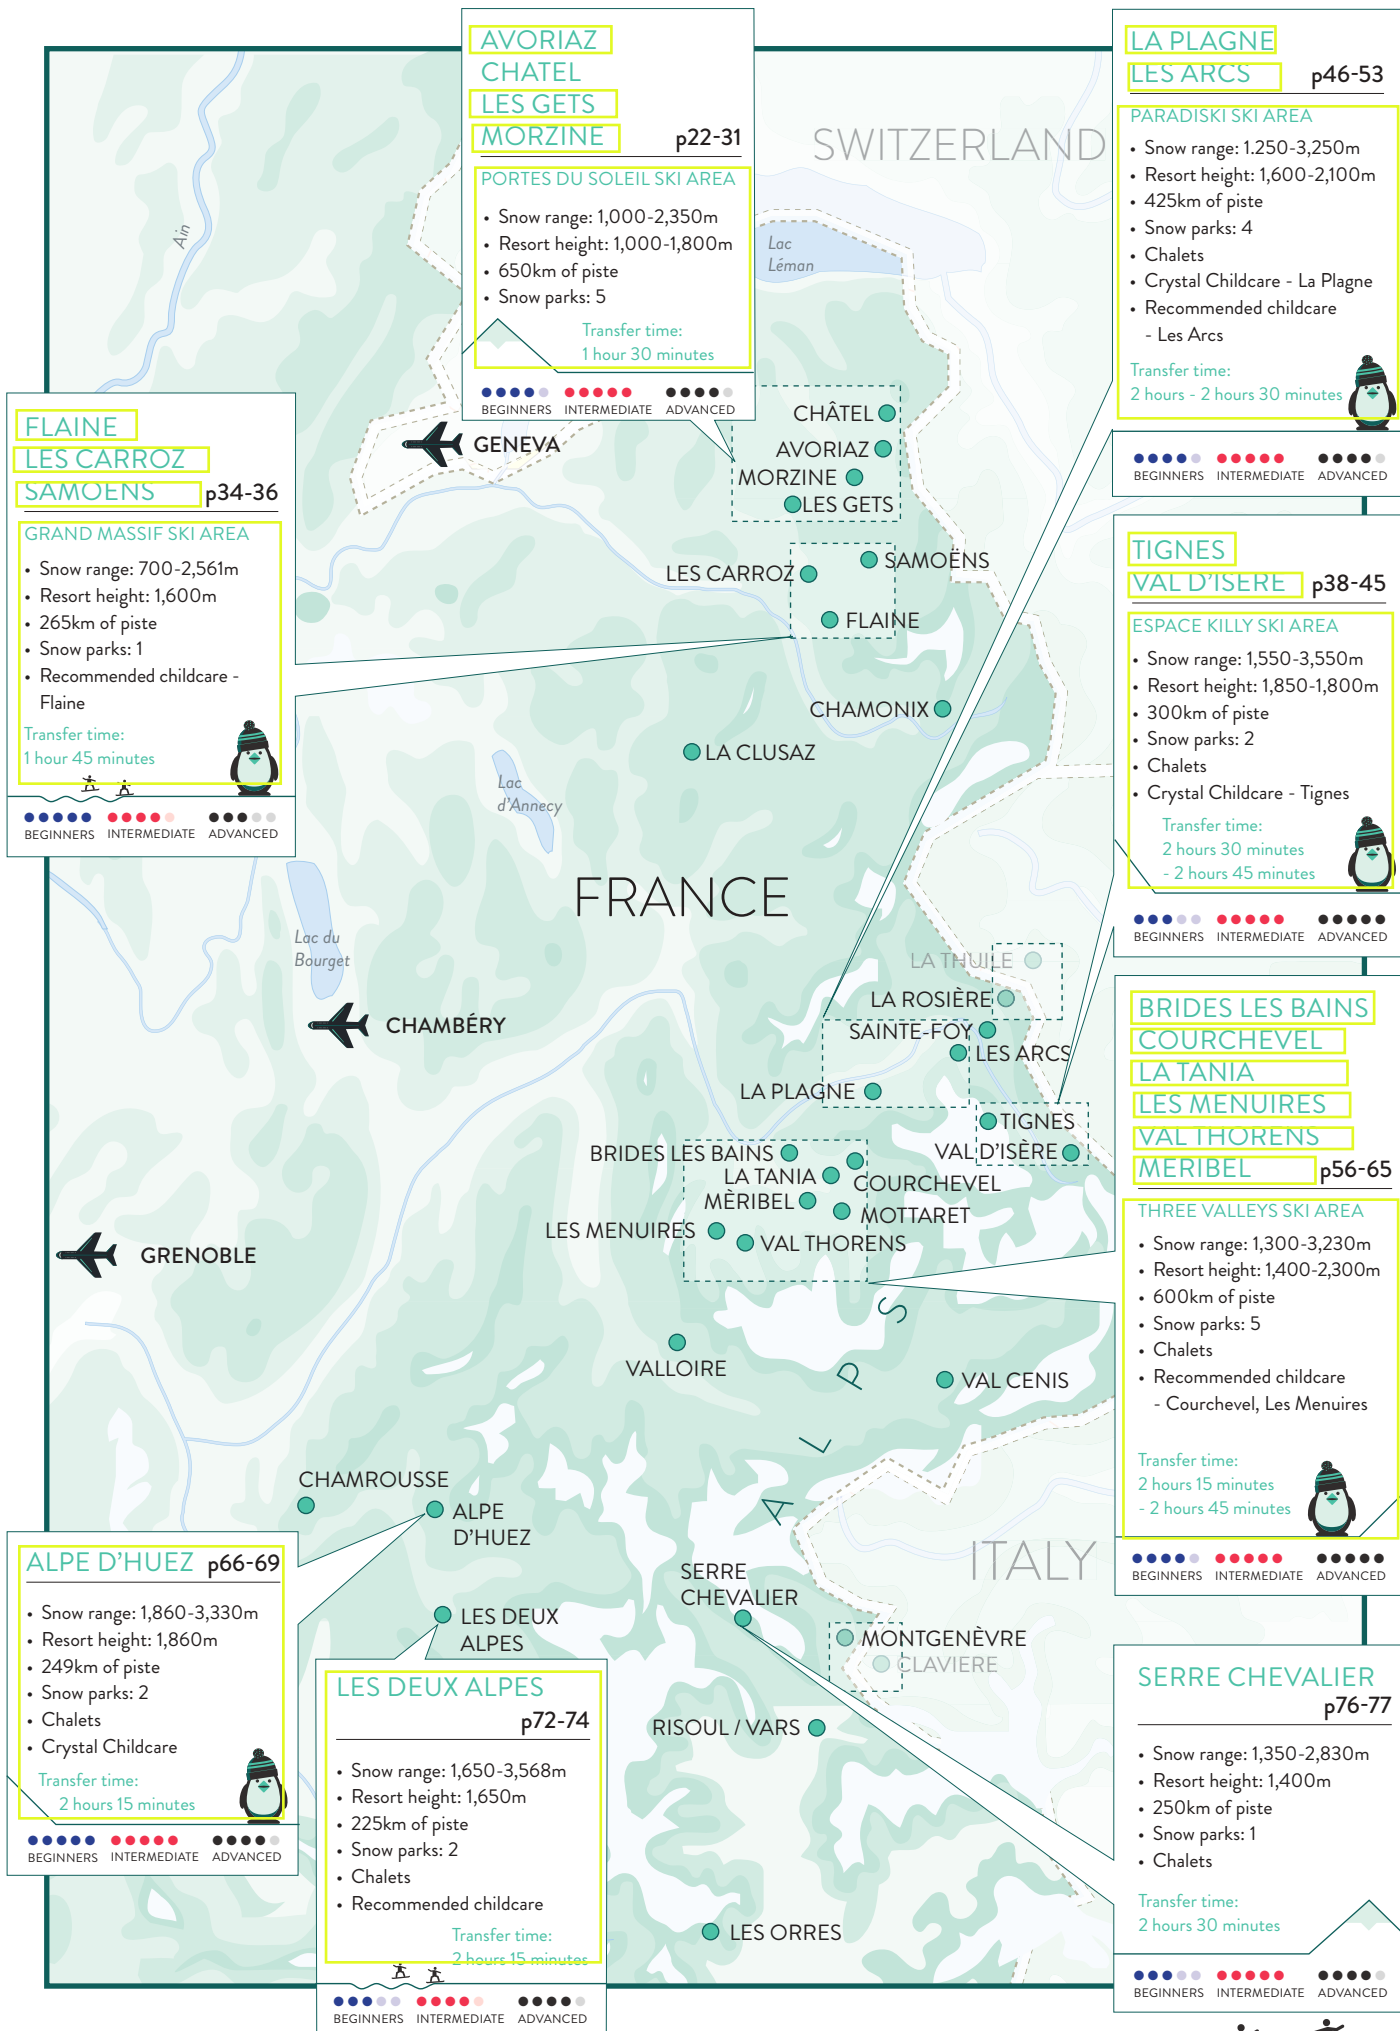 AVORIAZ
CHATEL
LES GETS
MORZINE p22-31
PORTES DU SOLEIL SKI AREA
• Snow range: 1,000-2,350m
• Resort height: 1,000-1,800m
• 650km of piste
• Snow parks: 5
Transfer time:
1 hour 30 minutes
BEGINNERS INTERMEDIATE ADVANCED
LA PLAGNE
LES ARCS p46-53
PARADISKI SKI AREA
• Snow range: 1.250-3,250m
• Resort height: 1,600-2,100m
• 425km of piste
• Snow parks: 4
• Chalets
• Crystal Childcare - La Plagne
• Recommended childcare
- Les Arcs
Transfer time:
2 hours - 2 hours 30 minutes
BEGINNERS INTERMEDIATE ADVANCED
FLAINE
LES CARROZ
SAMOENS p34-36
GRAND MASSIF SKI AREA
• Snow range: 700-2,561m
• Resort height: 1,600m
• 265km of piste
• Snow parks: 1
• Recommended childcare -
Flaine
Transfer time:
1 hour 45 minutes
BEGINNERS INTERMEDIATE ADVANCED
TIGNES
VAL D'ISERE p38-45
ESPACE KILLY SKI AREA
• Snow range: 1,550-3,550m
• Resort height: 1,850-1,800m
• 300km of piste
• Snow parks: 2
• Chalets
• Crystal Childcare - Tignes
Transfer time:
2 hours 30 minutes
- 2 hours 45 minutes
BEGINNERS INTERMEDIATE ADVANCED
BRIDES LES BAINS
COURCHEVEL
LA TANIA
LES MENUIRES
VAL THORENS
MERIBEL p56-65
THREE VALLEYS SKI AREA
• Snow range: 1,300-3,230m
• Resort height: 1,400-2,300m
• 600km of piste
• Snow parks: 5
• Chalets
• Recommended childcare
- Courchevel, Les Menuires
Transfer time:
2 hours 15 minutes
- 2 hours 45 minutes
BEGINNERS INTERMEDIATE ADVANCED
ALPE D'HUEZ p66-69
• Snow range: 1,860-3,330m
• Resort height: 1,860m
• 249km of piste
• Snow parks: 2
• Chalets
• Crystal Childcare
Transfer time:
2 hours 15 minutes
BEGINNERS INTERMEDIATE ADVANCED
LES DEUX ALPES
p72-74
• Snow range: 1,650-3,568m
• Resort height: 1,650m
• 225km of piste
• Snow parks: 2
• Chalets
• Recommended childcare
Transfer time:
2 hours 15 minutes
BEGINNERS INTERMEDIATE ADVANCED
SERRE CHEVALIER
p76-77
• Snow range: 1,350-2,830m
• Resort height: 1,400m
• 250km of piste
• Snow parks: 1
• Chalets
Transfer time:
2 hours 30 minutes
BEGINNERS INTERMEDIATE ADVANCED
SWITZERLAND
Ain
Lac
Léman
GENEVA
CHÂTEL
AVORIAZ
MORZINE
LES GETS
SAMOËNS
LES CARROZ
FLAINE
CHAMONIX
LA CLUSAZ
Lac
d'Annecy
FRANCE
Lac du
Bourget
LA THUILE
LA ROSIÈRE
CHAMBÉRY
SAINTE-FOY
LES ARCS
LA PLAGNE
TIGNES
VAL D'ISÈRE
BRIDES LES BAINS
LA TANIA
COURCHEVEL
MÈRIBEL
MOTTARET
LES MENUIRES
VAL THORENS
GRENOBLE
VALLOIRE
VAL CENIS
ALPS
CHAMROUSSE
ALPE
D'HUEZ
ITALY
SERRE
CHEVALIER
LES DEUX
ALPES
MONTGENÈVRE
CLAVIERE
RISOUL / VARS
LES ORRES